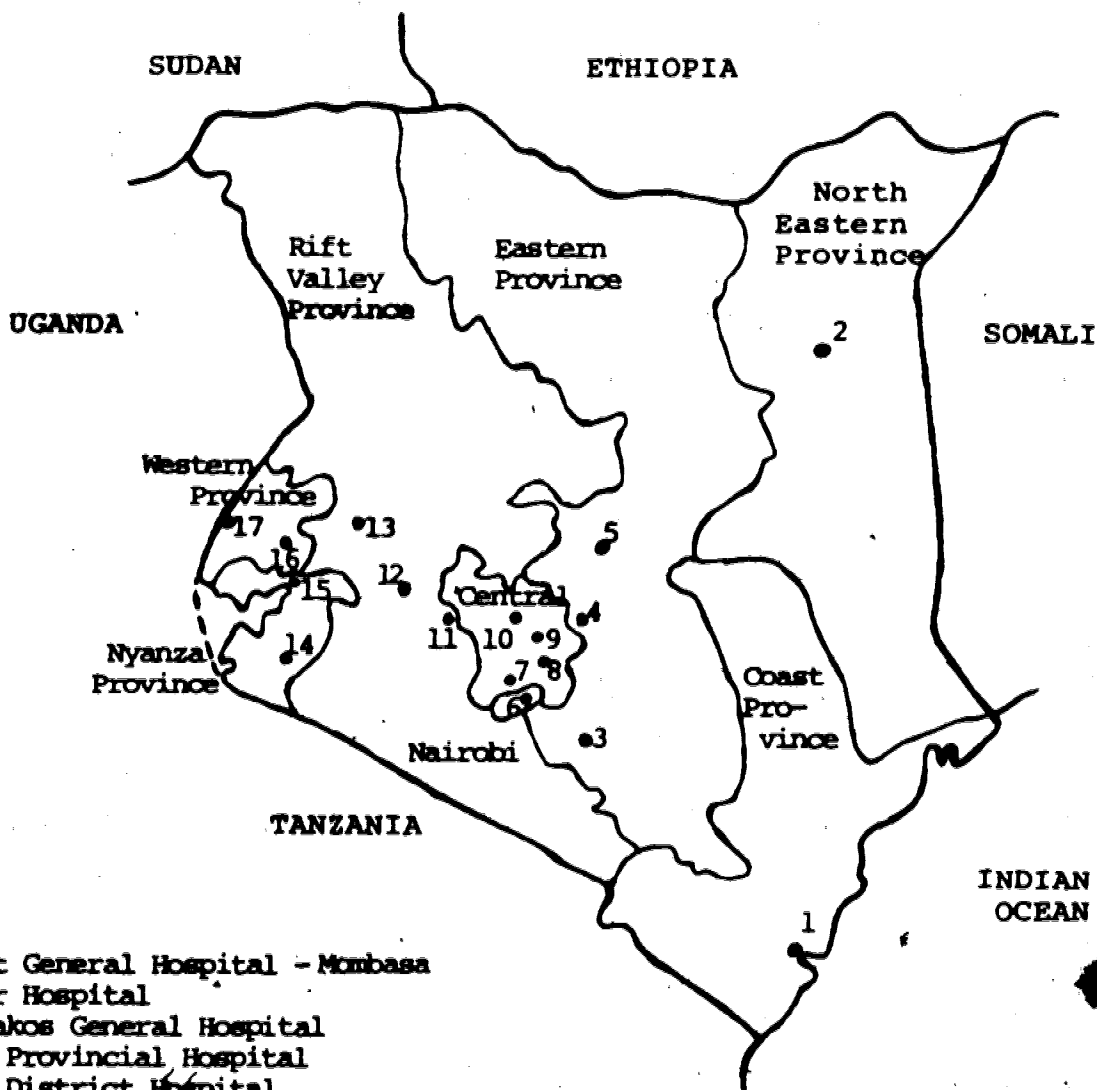 SUDAN
ETHIOPIA
North
Eastern
Province
Rift
Valley
Province
Eastern
Province
UGANDA
SOMALI
2
Western
Province
17
13
16
5
15
12
Central
4
11
10
9
14
8
7
6
Nyanza
Province
Coast
Pro-
vince
3
Nairobi
TANZANIA
INDIAN
OCEAN
1
General Hospital - Mombasa
Hospital
akos General Hospital
Provincial Hospital
District Hospital